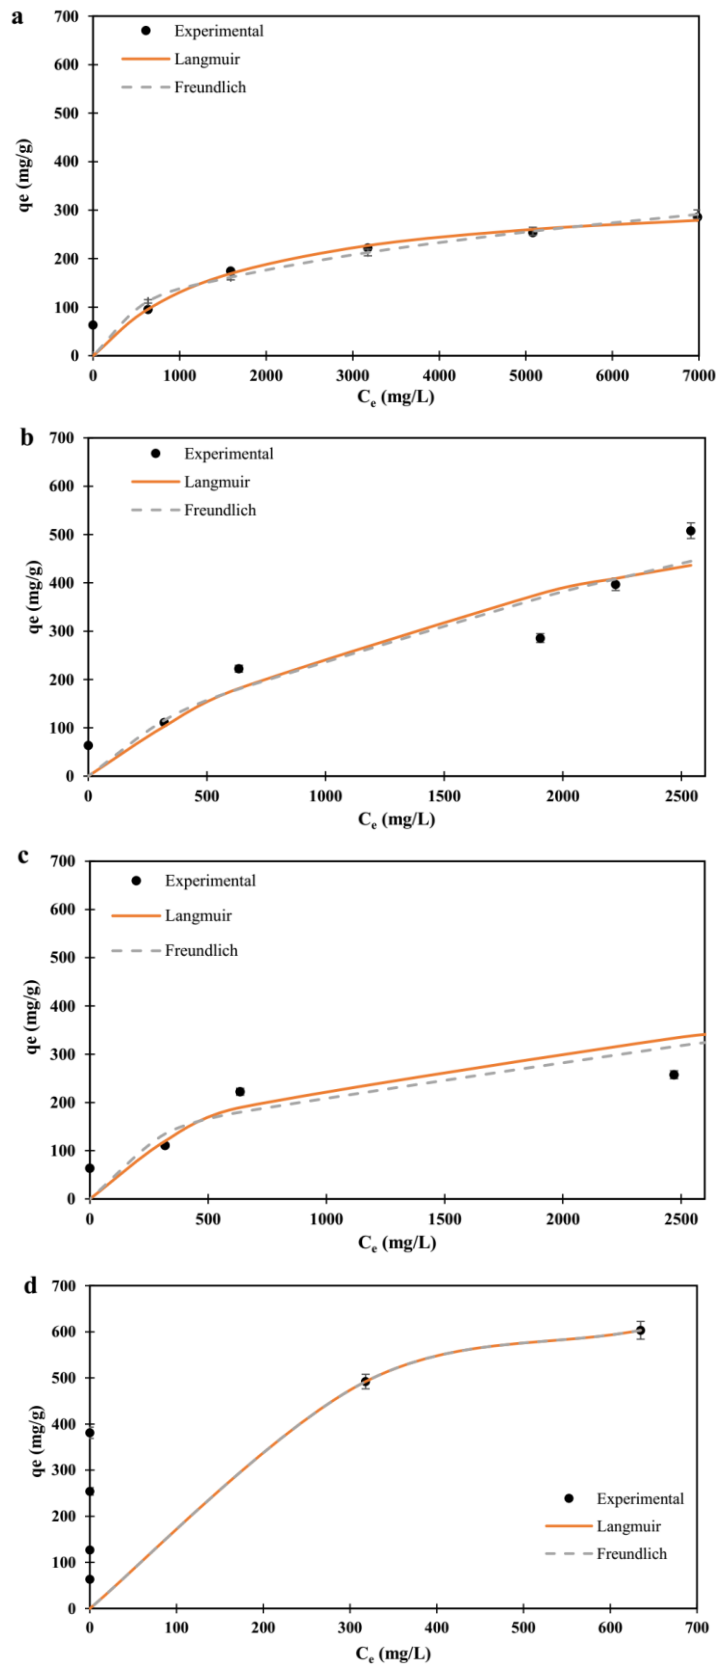 a
700
600
500
400
300
200
100
0
qe (mg/g)
Experimental
Langmuir
Freundlich
0 1000 2000 3000 4000 5000 6000 7000
Ce (mg/L)
b
700
600
500
400
300
200
100
0
qe (mg/g)
Experimental
Langmuir
Freundlich
0 500 1000 1500 2000 2500
Ce (mg/L)
c
700
600
500
400
300
200
100
0
qe (mg/g)
Experimental
Langmuir
Freundlich
0 500 1000 1500 2000 2500
Ce (mg/L)
d
700
600
500
400
300
200
100
0
qe (mg/g)
Experimental
Langmuir
Freundlich
0 100 200 300 400 500 600 700
Ce (mg/L)